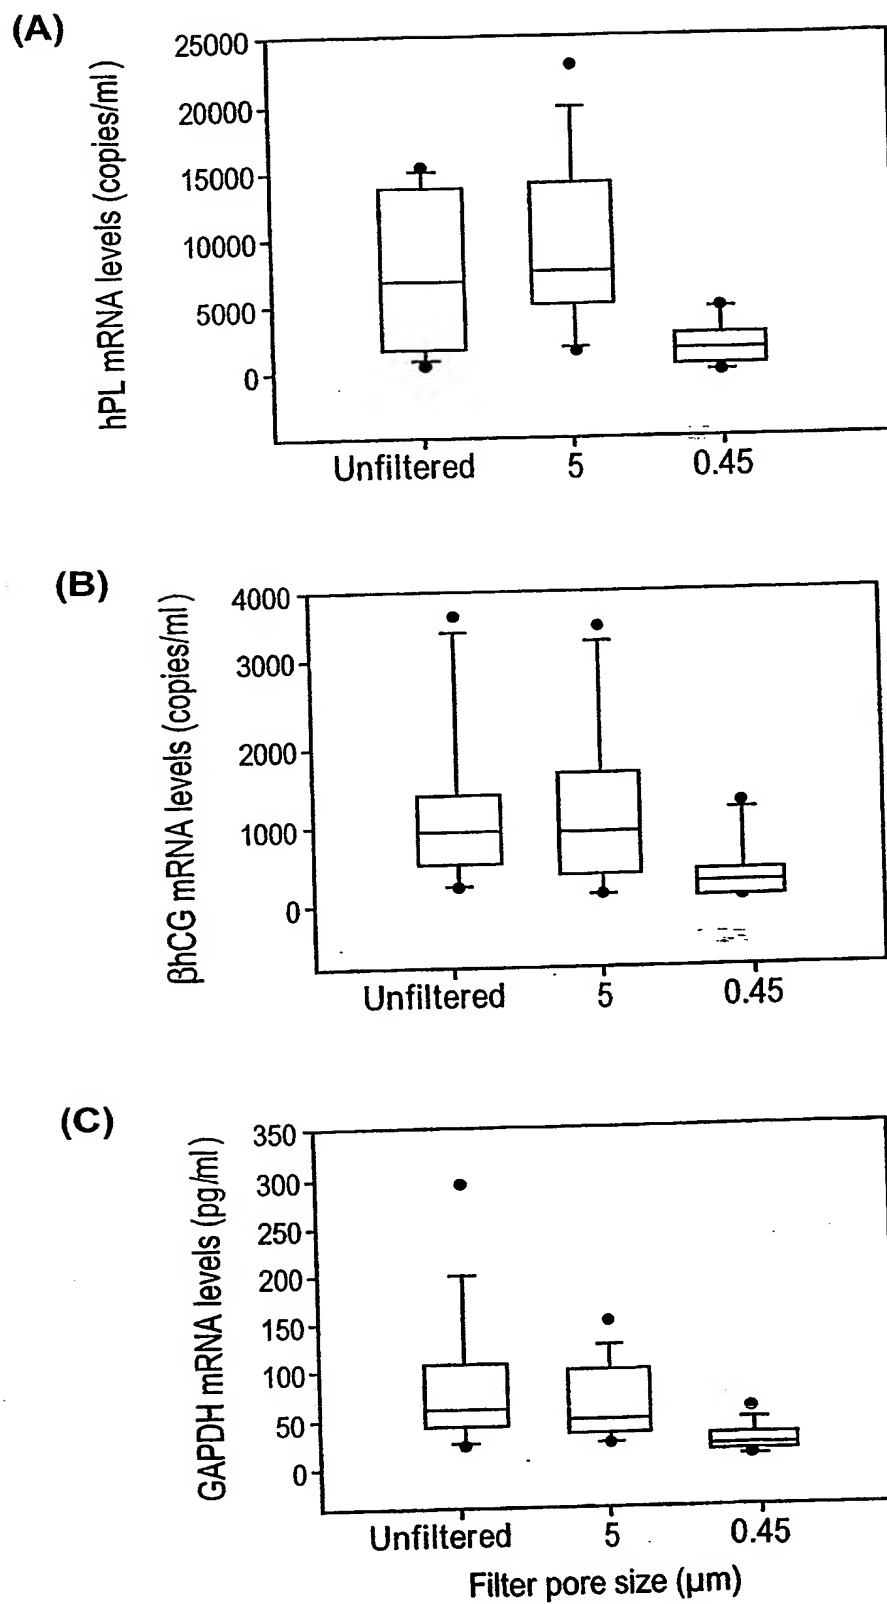 (A)
hPL mRNA levels (copies/ml)
25000
20000
15000
10000
5000
0
Unfiltered 5 0.45
(B)
βhCG mRNA levels (copies/ml)
4000
3000
2000
1000
0
Unfiltered 5 0.45
(C)
GAPDH mRNA levels (pg/ml)
350
300
250
200
150
100
50
0
Unfiltered 5 0.45
Filter pore size (µm)